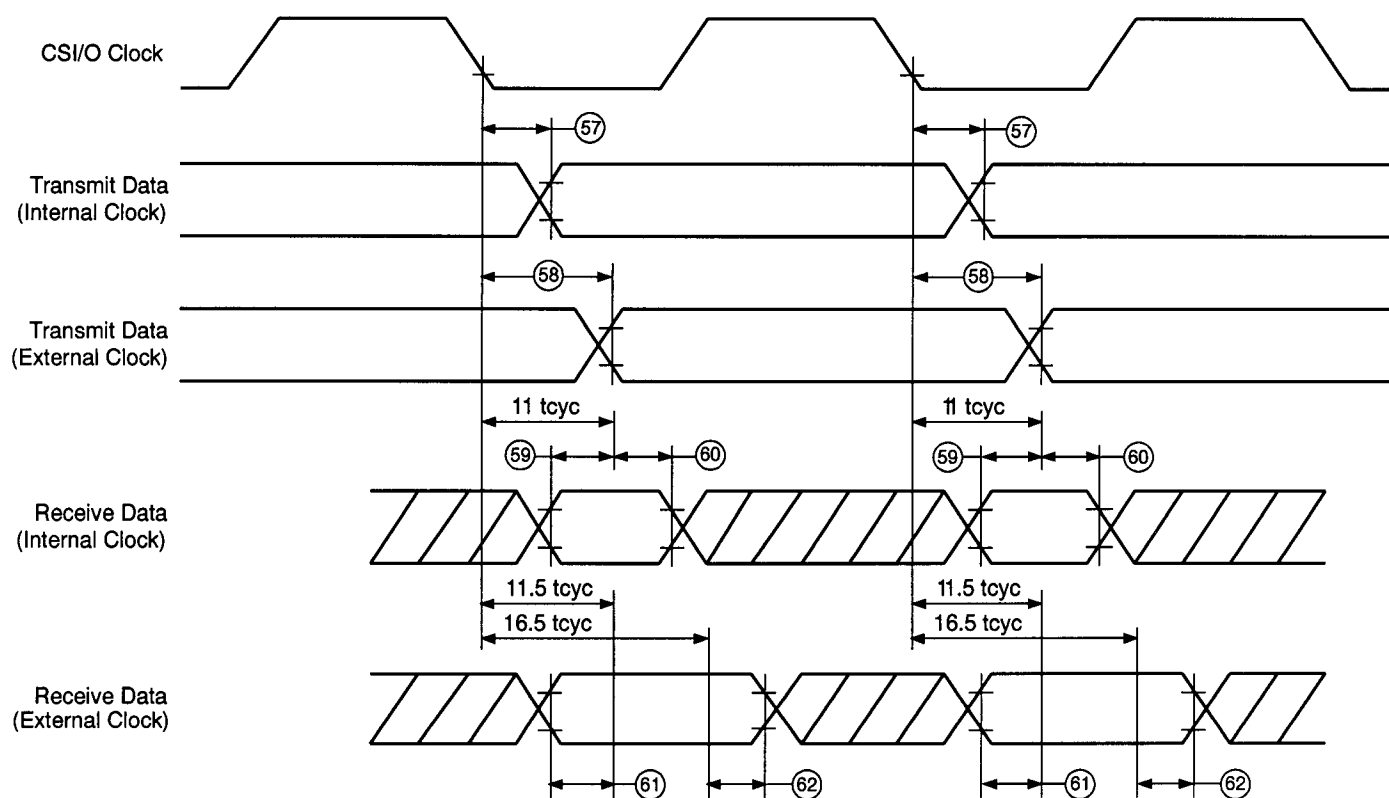 CSI/O Clock
57
57
Transmit Data
(Internal Clock)
58
58
Transmit Data
(External Clock)
11 tcyc
11 tcyc
59
60
59
60
Receive Data
(Internal Clock)
11.5 tcyc
11.5 tcyc
16.5 tcyc
16.5 tcyc
Receive Data
(External Clock)
61
62
61
62